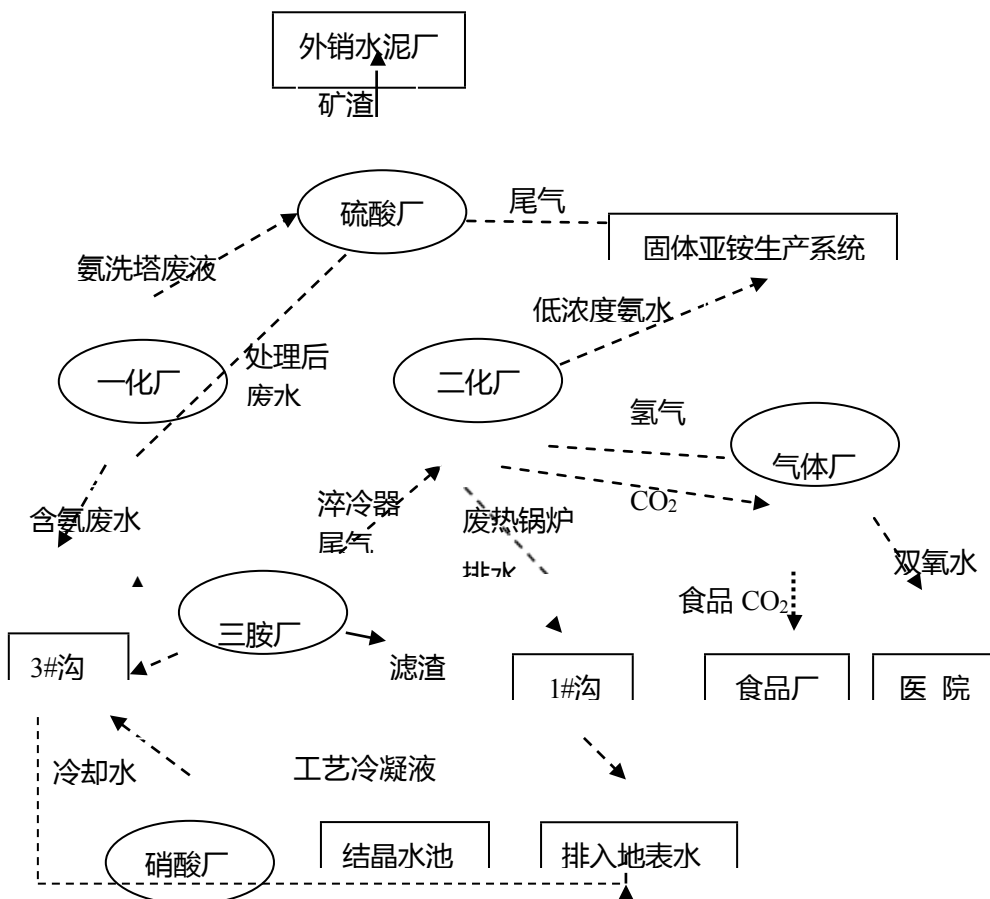 外销水泥厂
矿渣
硫酸厂
尾气
固体亚铵生产系统
氨洗塔废液
低浓度氨水
一化厂
处理后
废水
二化厂
氢气
气体厂
CO₂
含氨废水
淬冷器
尾气
废热锅炉
排水
双氧水
食品 CO₂
三胺厂
滤渣
3#沟
1#沟
食品厂
医 院
冷却水
工艺冷凝液
硝酸厂
结晶水池
排入地表水